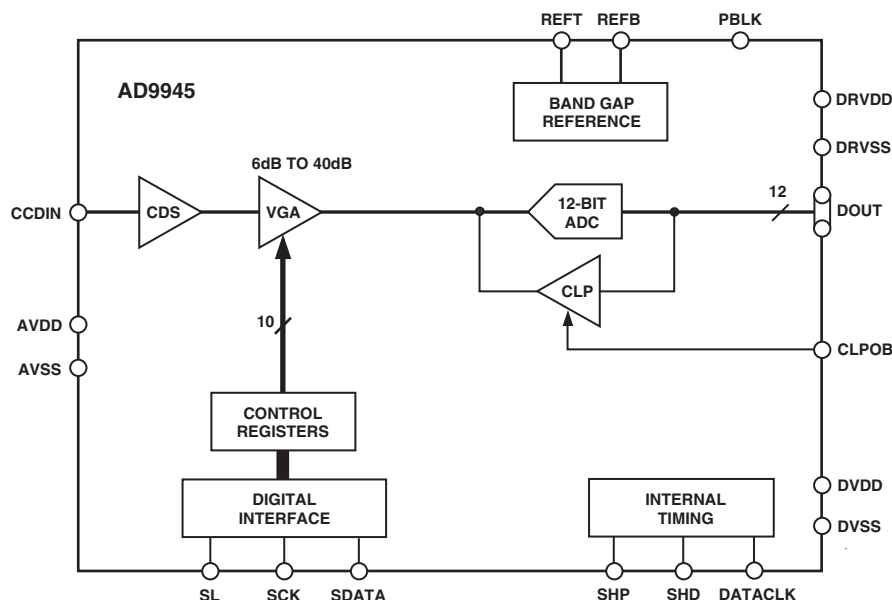 REFT
REFB
PBLK
AD9945
BAND GAP
REFERENCE
DRVDD
DRVSS
6dB TO 40dB
CCDIN
CDS
VGA
12-BIT
ADC
12
DOUT
CLP
10
AVDD
AVSS
CLPOB
CONTROL
REGISTERS
DIGITAL
INTERFACE
INTERNAL
TIMING
DVDD
DVSS
SL
SCK
SDATA
SHP
SHD
DATACLK